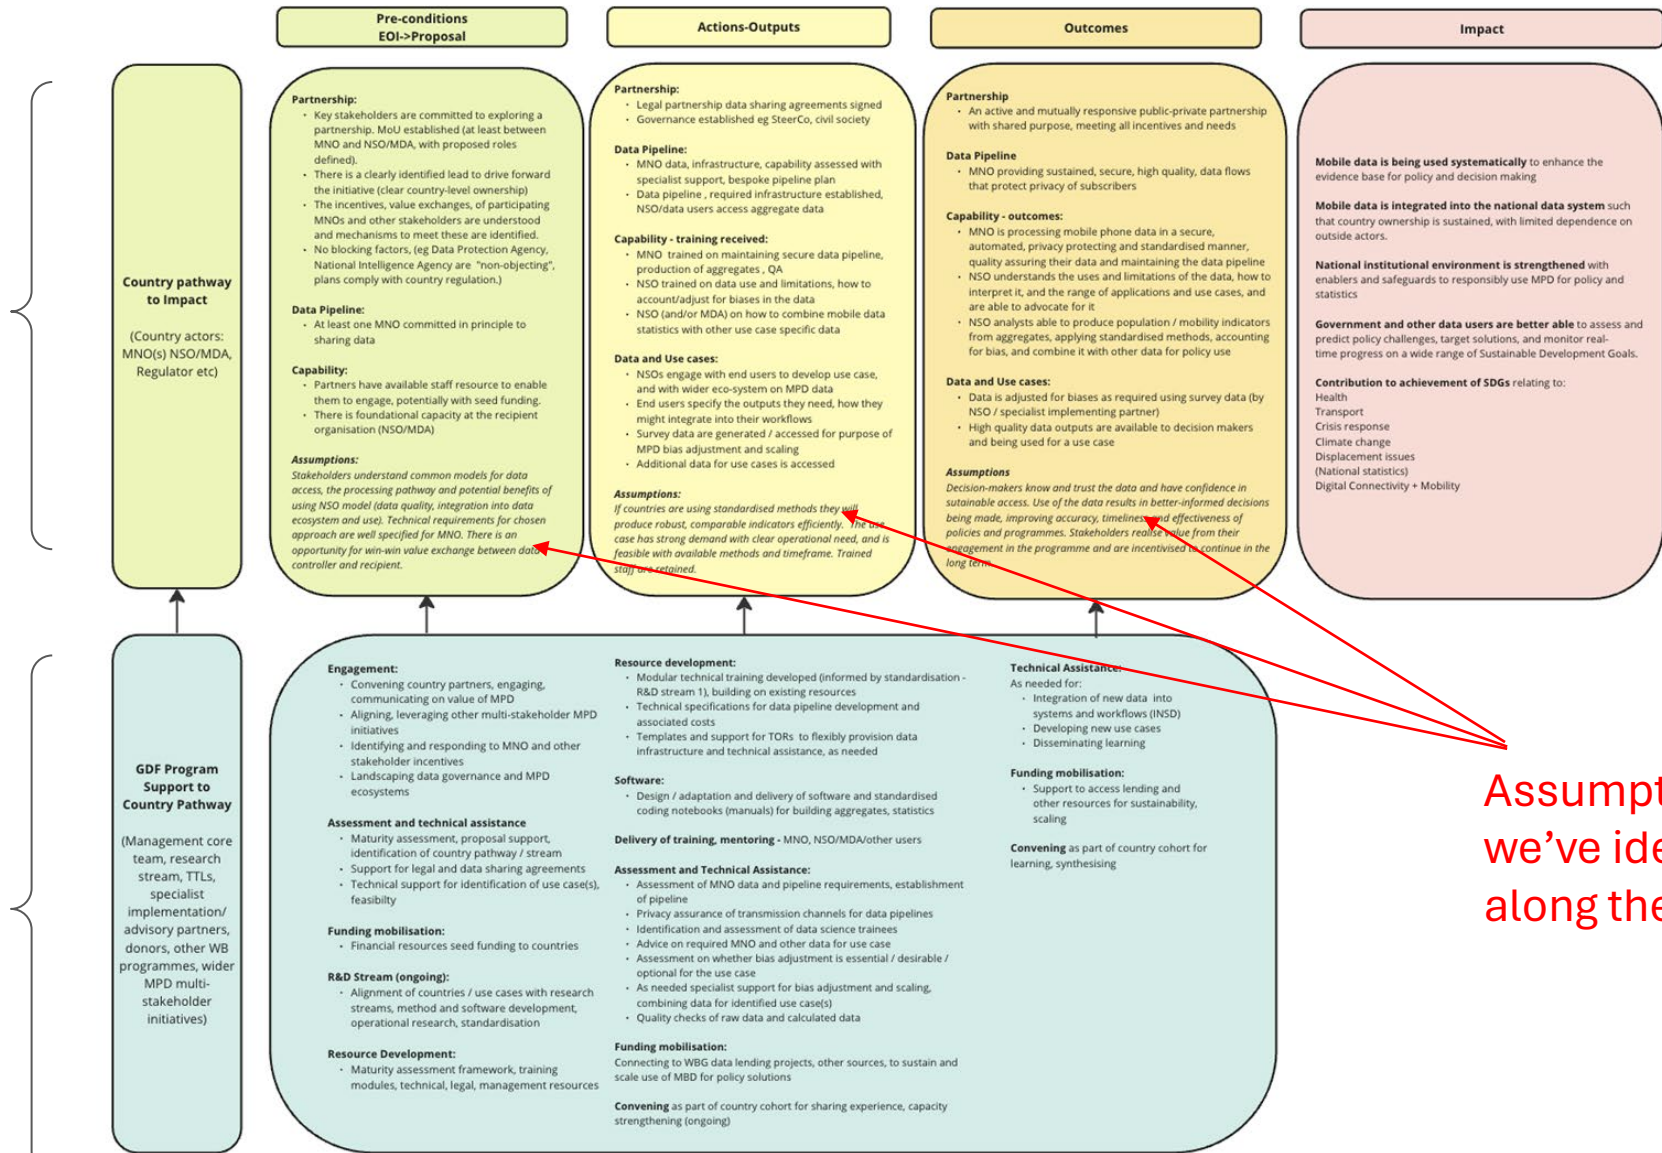 Pre-conditions
EOI->Proposal
Actions-Outputs
Outcomes
Impact
Country pathway
to Impact
(Country actors:
MNO(s) NSO/MDA,
Regulator etc)
Partnership:
• Key stakeholders are committed to exploring a
partnership. MoU established (at least between
MNO and NSO/MDA, with proposed roles
defined).
• There is a clearly identified lead to drive forward
the initiative (clear country-level ownership)
• The incentives, value exchanges, of participating
MNOs and other stakeholders are understood
and mechanisms to meet these are identified.
• No blocking factors, (eg Data Protection Agency,
National Intelligence Agency are "non-objecting",
plans comply with country regulation.)
Data Pipeline:
• At least one MNO committed in principle to
sharing data
Capability:
• Partners have available staff resource to enable
them to engage, potentially with seed funding.
• There is foundational capacity at the recipient
organisation (NSO/MDA)
Assumptions:
Stakeholders understand common models for data
access, the processing pathway and potential benefits of
using NSO model (data quality, integration into data
ecosystem and use). Technical requirements for chosen
approach are well specified for MNO. There is an
opportunity for win-win value exchange between data
controller and recipient.
Partnership:
• Legal partnership data sharing agreements signed
• Governance established eg SteerCo, civil society
Data Pipeline:
• MNO data, infrastructure, capability assessed with
specialist support, bespoke pipeline plan
• Data pipeline , required infrastructure established,
NSO/data users access aggregate data
Capability - training received:
• MNO trained on maintaining secure data pipeline,
production of aggregates , QA
• NSO trained on data use and limitations, how to
account/adjust for biases in the data
• NSO (and/or MDA) on how to combine mobile data
statistics with other use case specific data
Data and Use cases:
• NSOs engage with end users to develop use case,
and with wider eco-system on MPD data
• End users specify the outputs they need, how they
might integrate into their workflows
• Survey data are generated / accessed for purpose of
MPD bias adjustment and scaling
• Additional data for use cases is accessed
Assumptions:
If countries are using standardised methods they will
produce robust, comparable indicators efficiently. The use
case has strong demand with clear operational need, and is
feasible with available methods and timeframe. Trained
staff are retained.
Partnership
• An active and mutually responsive public-private partnership
with shared purpose, meeting all incentives and needs
Data Pipeline
• MNO providing sustained, secure, high quality, data flows
that protect privacy of subscribers
Capability - outcomes:
• MNO is processing mobile phone data in a secure,
automated, privacy protecting and standardised manner,
quality assuring their data and maintaining the data pipeline
• NSO understands the uses and limitations of the data, how to
interpret it, and the range of applications and use cases, and
are able to advocate for it
• NSO analysts able to produce population / mobility indicators
from aggregates, applying standardised methods, accounting
for bias, and combine it with other data for policy use
Data and Use cases:
• Data is adjusted for biases as required using survey data (by
NSO / specialist implementing partner)
• High quality data outputs are available to decision makers
and being used for a use case
Assumptions
Decision-makers know and trust the data and have confidence in
sutainable access. Use of the data results in better-informed decisions
being made, improving accuracy, timeliness and effectiveness of
policies and programmes. Stakeholders realise value from their
engagement in the programme and are incentivised to continue in the
long term
Mobile data is being used systematically to enhance the
evidence base for policy and decision making
Mobile data is integrated into the national data system such
that country ownership is sustained, with limited dependence on
outside actors.
National institutional environment is strengthened with
enablers and safeguards to responsibly use MPD for policy and
statistics
Government and other data users are better able to assess and
predict policy challenges, target solutions, and monitor real-
time progress on a wide range of Sustainable Development Goals.
Contribution to achievement of SDGs relating to:
Health
Transport
Crisis response
Climate change
Displacement issues
(National statistics)
Digital Connectivity + Mobility
GDF Program
Support to
Country Pathway
(Management core
team, research
stream, TTLs,
specialist
implementation/
advisory partners,
donors, other WB
programmes, wider
MPD multi-
stakeholder
initiatives)
Engagement:
• Convening country partners, engaging,
communicating on value of MPD
• Aligning, leveraging other multi-stakeholder MPD
initiatives
• Identifying and responding to MNO and other
stakeholder incentives
• Landscaping data governance and MPD
ecosystems
Assessment and technical assistance
• Maturity assessment, proposal support,
identification of country pathway / stream
• Support for legal and data sharing agreements
• Technical support for identification of use case(s),
feasibilty
Funding mobilisation:
• Financial resources seed funding to countries
R&D Stream (ongoing):
• Alignment of countries / use cases with research
streams, method and software development,
operational research, standardisation
Resource Development:
• Maturity assessment framework, training
modules, technical, legal, management resources
Resource development:
• Modular technical training developed (informed by standardisation -
R&D stream 1), building on existing resources
• Technical specifications for data pipeline development and
associated costs
• Templates and support for TORs to flexibly provision data
infrastructure and technical assistance, as needed
Software:
• Design / adaptation and delivery of software and standardised
coding notebooks (manuals) for building aggregates, statistics
Delivery of training, mentoring - MNO, NSO/MDA/other users
Assessment and Technical Assistance:
• Assessment of MNO data and pipeline requirements, establishment
of pipeline
• Privacy assurance of transmission channels for data pipelines
• Identification and assessment of data science trainees
• Advice on required MNO and other data for use case
• Assessment on whether bias adjustment is essential / desirable /
optional for the use case
• As needed specialist support for bias adjustment and scaling,
combining data for identified use case(s)
• Quality checks of raw data and calculated data
Funding mobilisation:
Connecting to WBG data lending projects, other sources, to sustain and
scale use of MBD for policy solutions
Convening as part of country cohort for sharing experience, capacity
strengthening (ongoing)
Technical Assistance:
As needed for:
• Integration of new data into
systems and workflows (INSD)
• Developing new use cases
• Disseminating learning
Funding mobilisation:
• Support to access lending and
other resources for sustainability,
scaling
Convening as part of country cohort for
learning, synthesising
Assumpt
we've ide
along the